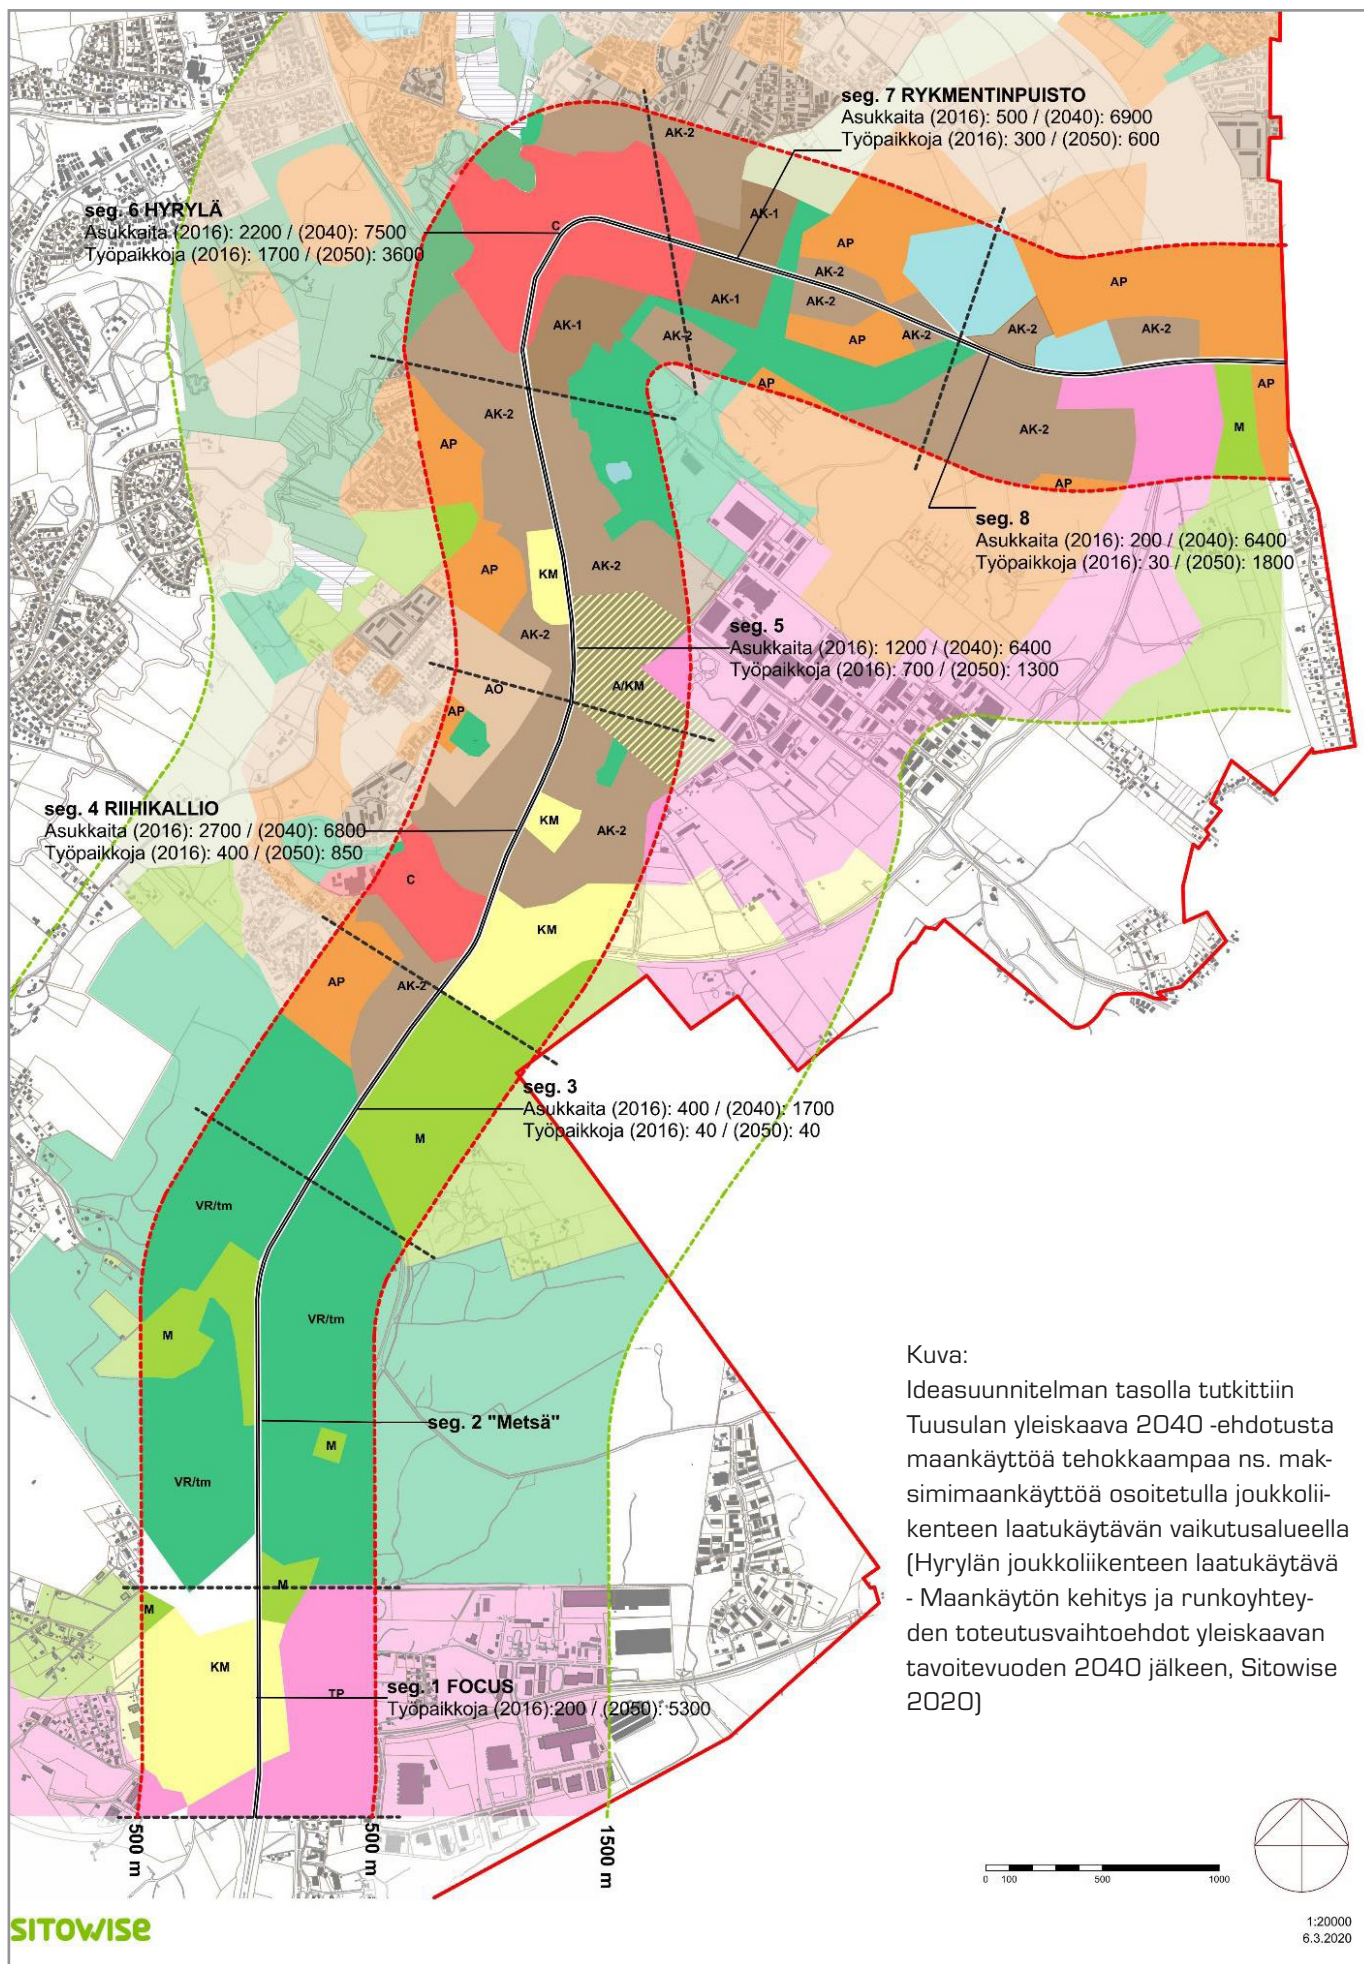 AK-2
seg. 7 RYKMENTINPUISTO
Asukkaita (2016): 500 / (2040): 6900
Työpaikkoja (2016): 300 / (2050): 600
seg. 6 HYRYLÄ
Asukkaita (2016): 2200 / (2040): 7500
Työpaikkoja (2016): 1700 / (2050): 3600
C
AK-1
AP
AK-2
AP
AK-1
AK-2
AK-1
AK-2
AK-2
AP
AK-2
AK-2
AP
AP
AK-2
AP
AK-2
M
AP
seg. 8
Asukkaita (2016): 200 / (2040): 6400
Työpaikkoja (2016): 30 / (2050): 1800
AP
KM
AK-2
AK-2
seg. 5
Asukkaita (2016): 1200 / (2040): 6400
Työpaikkoja (2016): 700 / (2050): 1300
AO
A/KM
AP
seg. 4 RIIHIKALLIO
Asukkaita (2016): 2700 / (2040): 6800
Työpaikkoja (2016): 400 / (2050): 850
KM
AK-2
C
KM
AP
AK-2
seg. 3
Asukkaita (2016): 400 / (2040): 1700
Työpaikkoja (2016): 40 / (2050): 40
M
VR/tm
VR/tm
M
seg. 2 "Metsä"
M
VR/tm
Kuva:
Ideasuunnitelman tasolla tutkittiin
Tuusulan yleiskaava 2040 -ehdotusta
maankäyttöä tehokkaampaa ns. mak-
simimaankäyttöä osoitetulla joukkolii-
kenteen laatukäytävän vaikutusalueella
(Hyrylän joukkoliikenteen laatukäytävä
- Maankäytön kehitys ja runkoyhtey-
den toteutusvaihtoehdot yleiskaavan
tavoitevuoden 2040 jälkeen, Sitowise
2020)
M
M
KM
TP
seg. 1 FOCUS
Työpaikkoja (2016):200 / (2050): 5300
500 m
500 m
1500 m
0 100 500 1000
SITOWISE
1:20000
6.3.2020